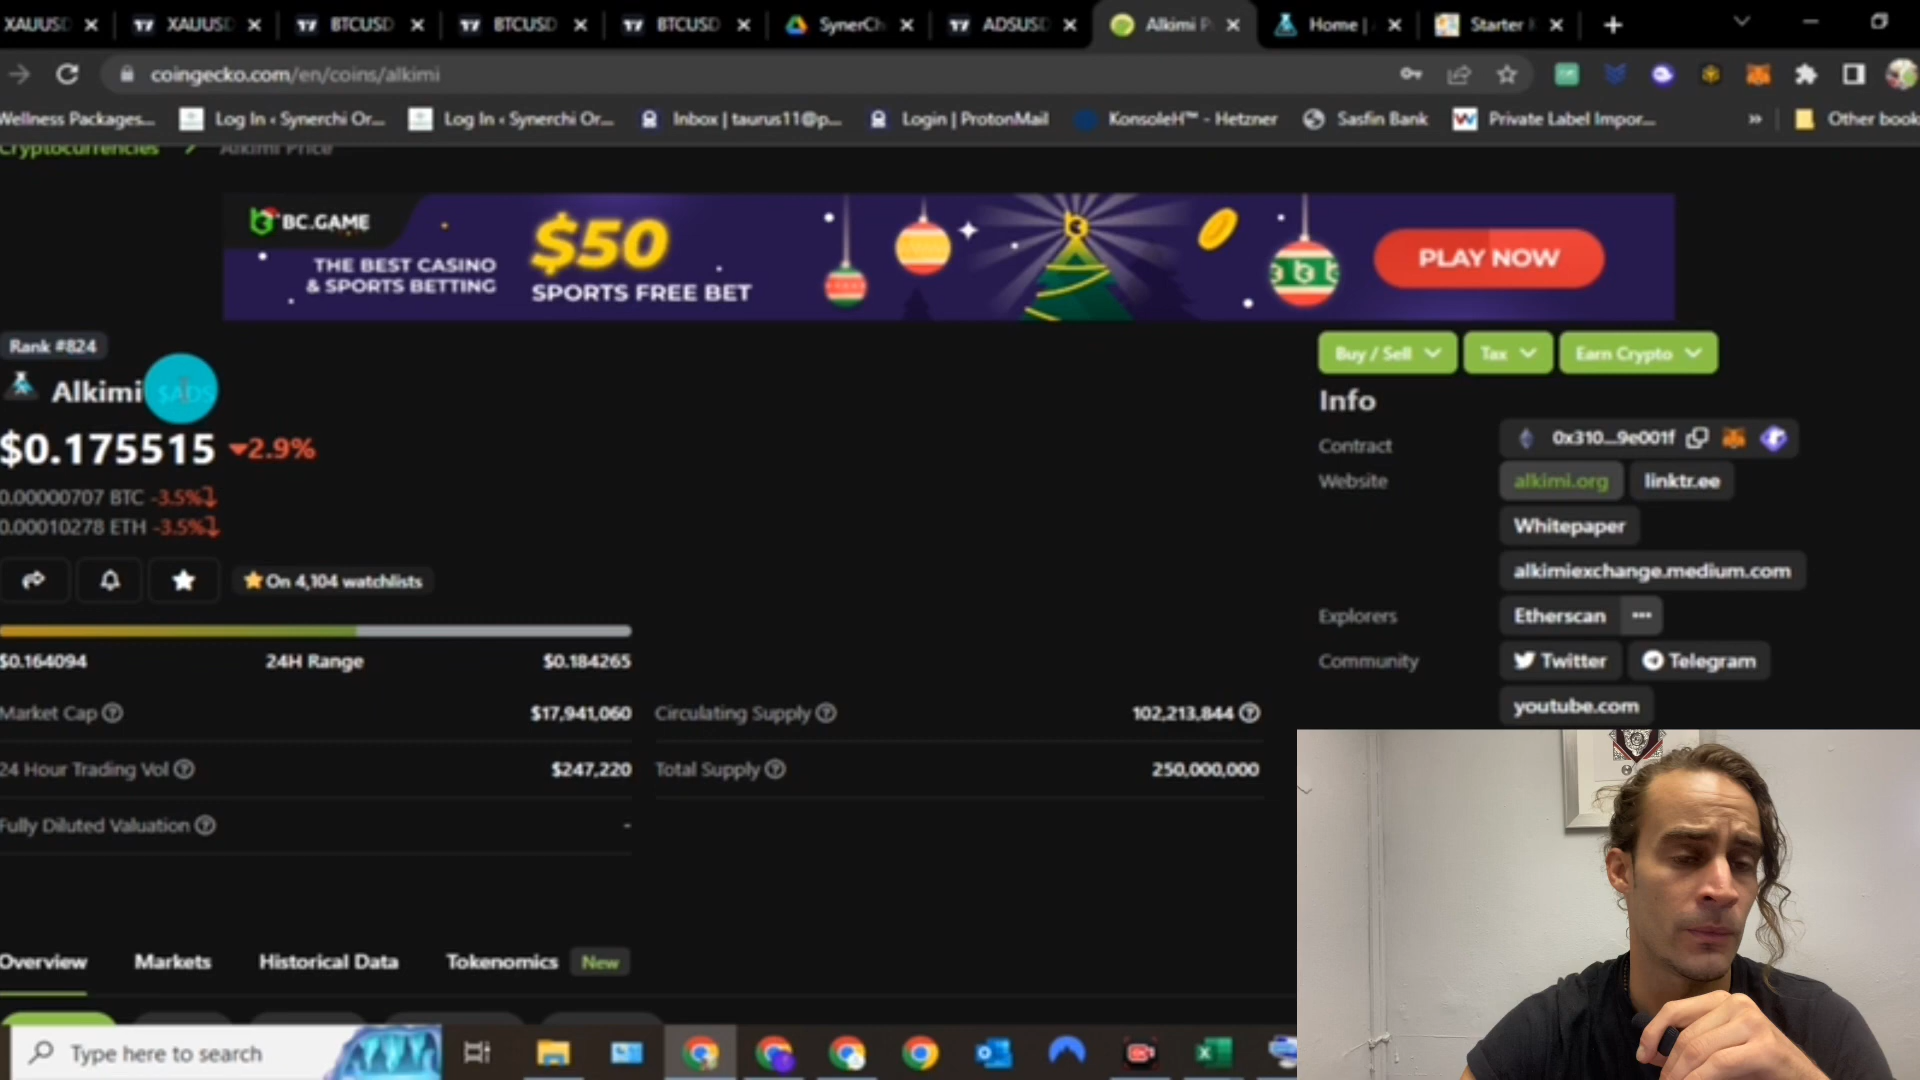 XAUUSD XAUUSD BTCUSD BTCUSD BTCUSD SynerCh ADSUSD Alkimi P Home | Starter
coingecko.com/en/coins/alkimi
Wellness Packages... Log In ‹ Synerchi Or... Log In ‹ Synerchi Or... Inbox | taurus11@p... Login | ProtonMail KonsoleH™ - Hetzner Sasfin Bank Private Label Impor... » Other book
Cryptocurrencies Alkimi Price
BC.GAME
THE BEST CASINO
& SPORTS BETTING
$50
SPORTS FREE BET
PLAY NOW
Rank #824
Alkimi $ADS
$0.175515 2.9%
0.00000707 BTC -3.5%
0.00010278 ETH -3.5%
On 4,104 watchlists
$0.164094 24H Range $0.184265
Market Cap $17,941,060 Circulating Supply 102,213,844
24 Hour Trading Vol $247,220 Total Supply 250,000,000
Fully Diluted Valuation -
Buy / Sell Tax Earn Crypto
Info
Contract 0x310...9e001f
Website alkimi.org linktr.ee
Whitepaper
alkimiexchange.medium.com
Explorers Etherscan
Community Twitter Telegram
youtube.com
Overview Markets Historical Data Tokenomics New
Type here to search